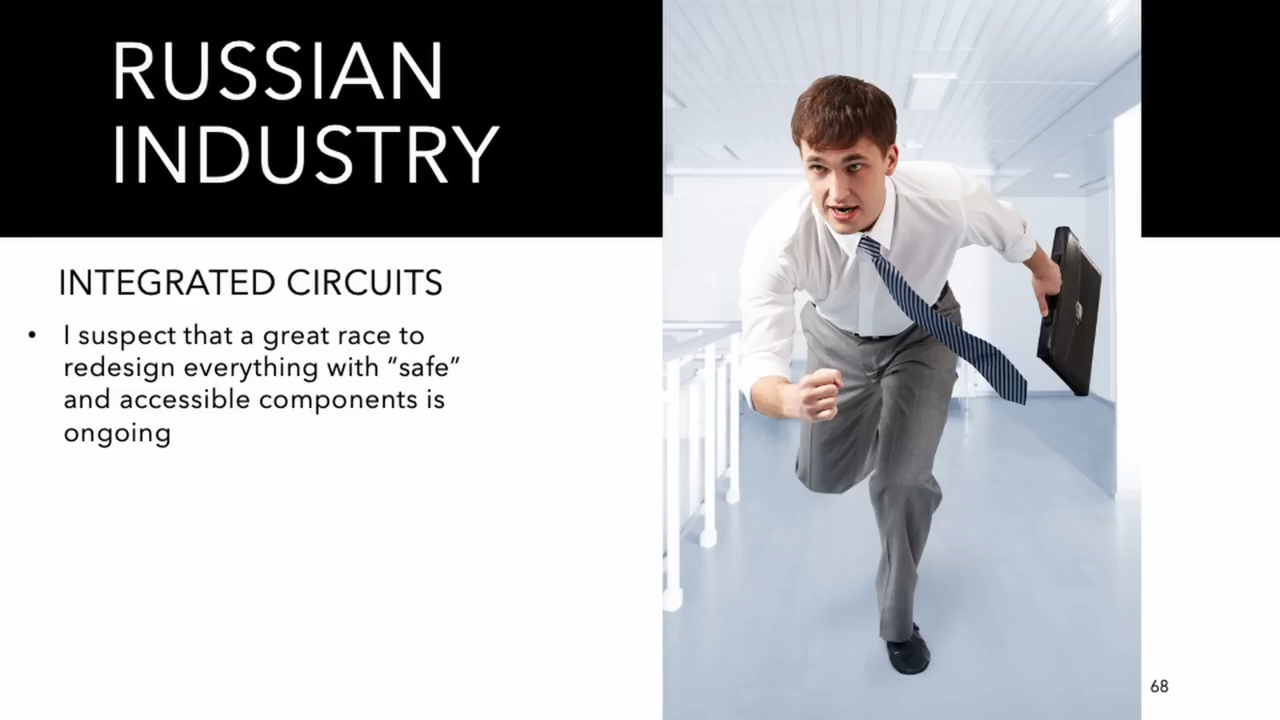 RUSSIAN
INDUSTRY
INTEGRATED CIRCUITS
• I suspect that a great race to
redesign everything with “safe”
and accessible components is
ongoing
68